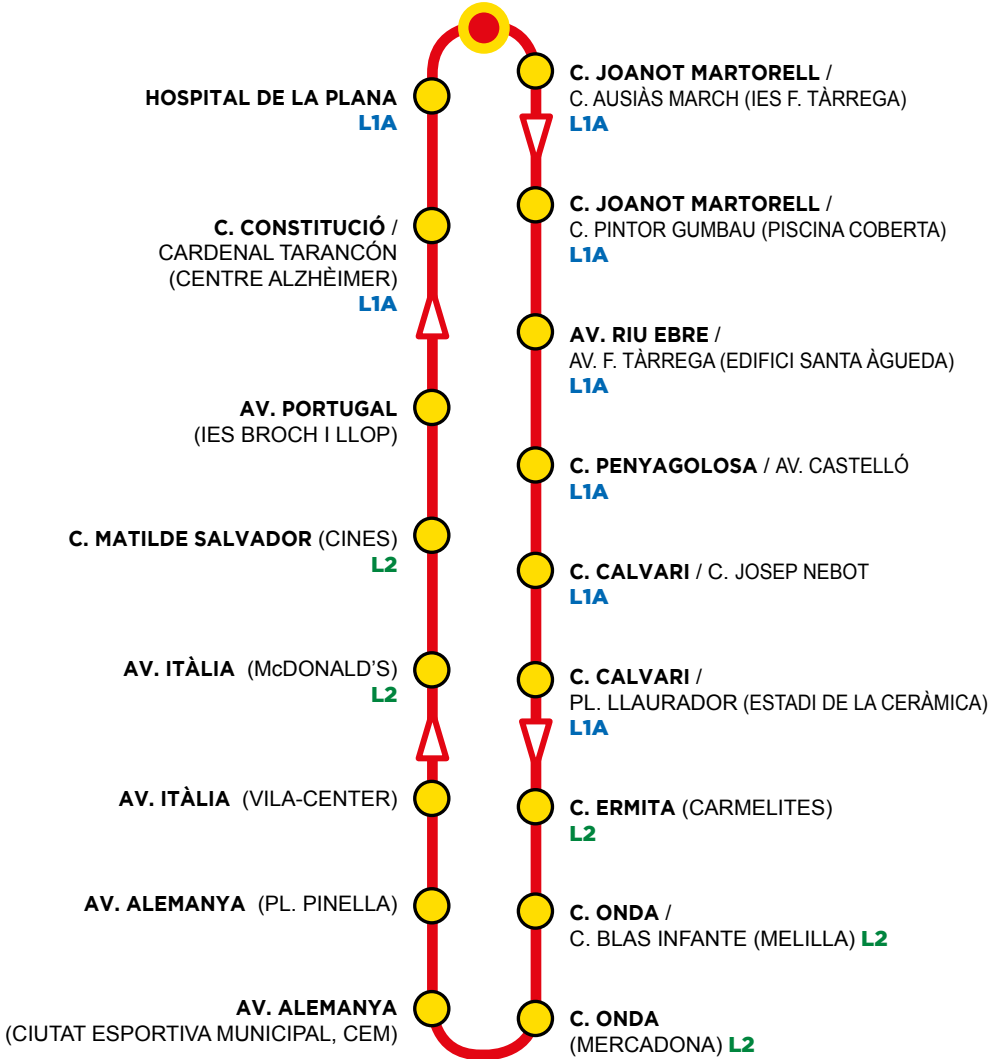 HOSPITAL DE LA PLANA
L1A
C. CONSTITUCIÓ /
CARDENAL TARANCÓN
(CENTRE ALZHÈIMER)
L1A
AV. PORTUGAL
(IES BROCH I LLOP)
C. MATILDE SALVADOR (CINES)
L2
AV. ITÀLIA (McDONALD'S)
L2
AV. ITÀLIA (VILA-CENTER)
AV. ALEMANYA (PL. PINELLA)
AV. ALEMANYA
(CIUTAT ESPORTIVA MUNICIPAL, CEM)
C. JOANOT MARTORELL /
C. AUSIÀS MARCH (IES F. TÀRREGA)
L1A
C. JOANOT MARTORELL /
C. PINTOR GUMBAU (PISCINA COBERTA)
L1A
AV. RIU EBRE /
AV. F. TÀRREGA (EDIFICI SANTA ÀGUEDA)
L1A
C. PENYAGOLOSA / AV. CASTELLÓ
L1A
C. CALVARI / C. JOSEP NEBOT
L1A
C. CALVARI /
PL. LLAURADOR (ESTADI DE LA CERÀMICA)
L1A
C. ERMITA (CARMELITES)
L2
C. ONDA /
C. BLAS INFANTE (MELILLA) L2
C. ONDA
(MERCADONA) L2